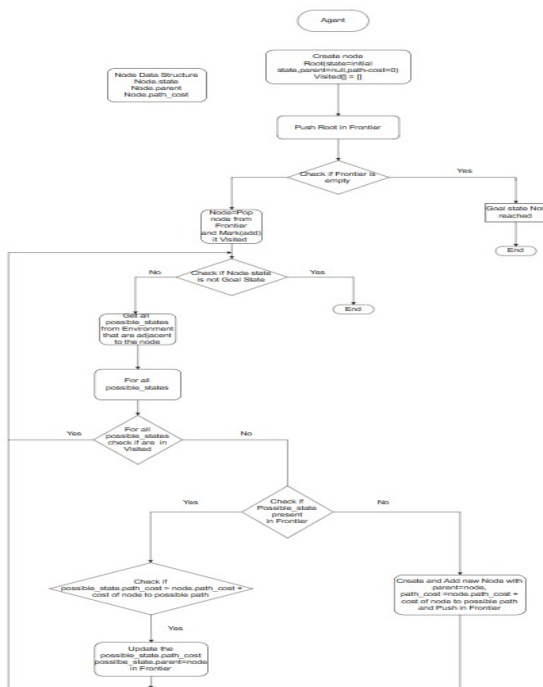 Agent
Create node
Root(state=initial
state,parent=null,path-cost=0)
Visited[] = []
Node Data Structure
Node.state
Node.parent
Node.path_cost
Push Root in Frontier
Check if Frontier is
empty
Yes
Node=Pop
node from
Frontier
and Mark(add)
it Visited
Goal state Not
reached
End
No
Check if Node state
is not Goal State
Yes
End
Get all
possible_states
from Environment
that are adjacent
to the node
For all
possible_states
Yes
For all
possible_states
check if are in
Visited
No
Yes
Check if
Possible_state
present
in Frontier
No
Check if
possible_state.path_cost > node.path_cost +
cost of node to possible path
Create and Add new Node with
parent=node,
path_cost =node.path_cost +
cost of node to possible path
and Push in Frontier
Yes
Update the
possible_state.path_cost
possitbe_state.parent=node
in Frontier